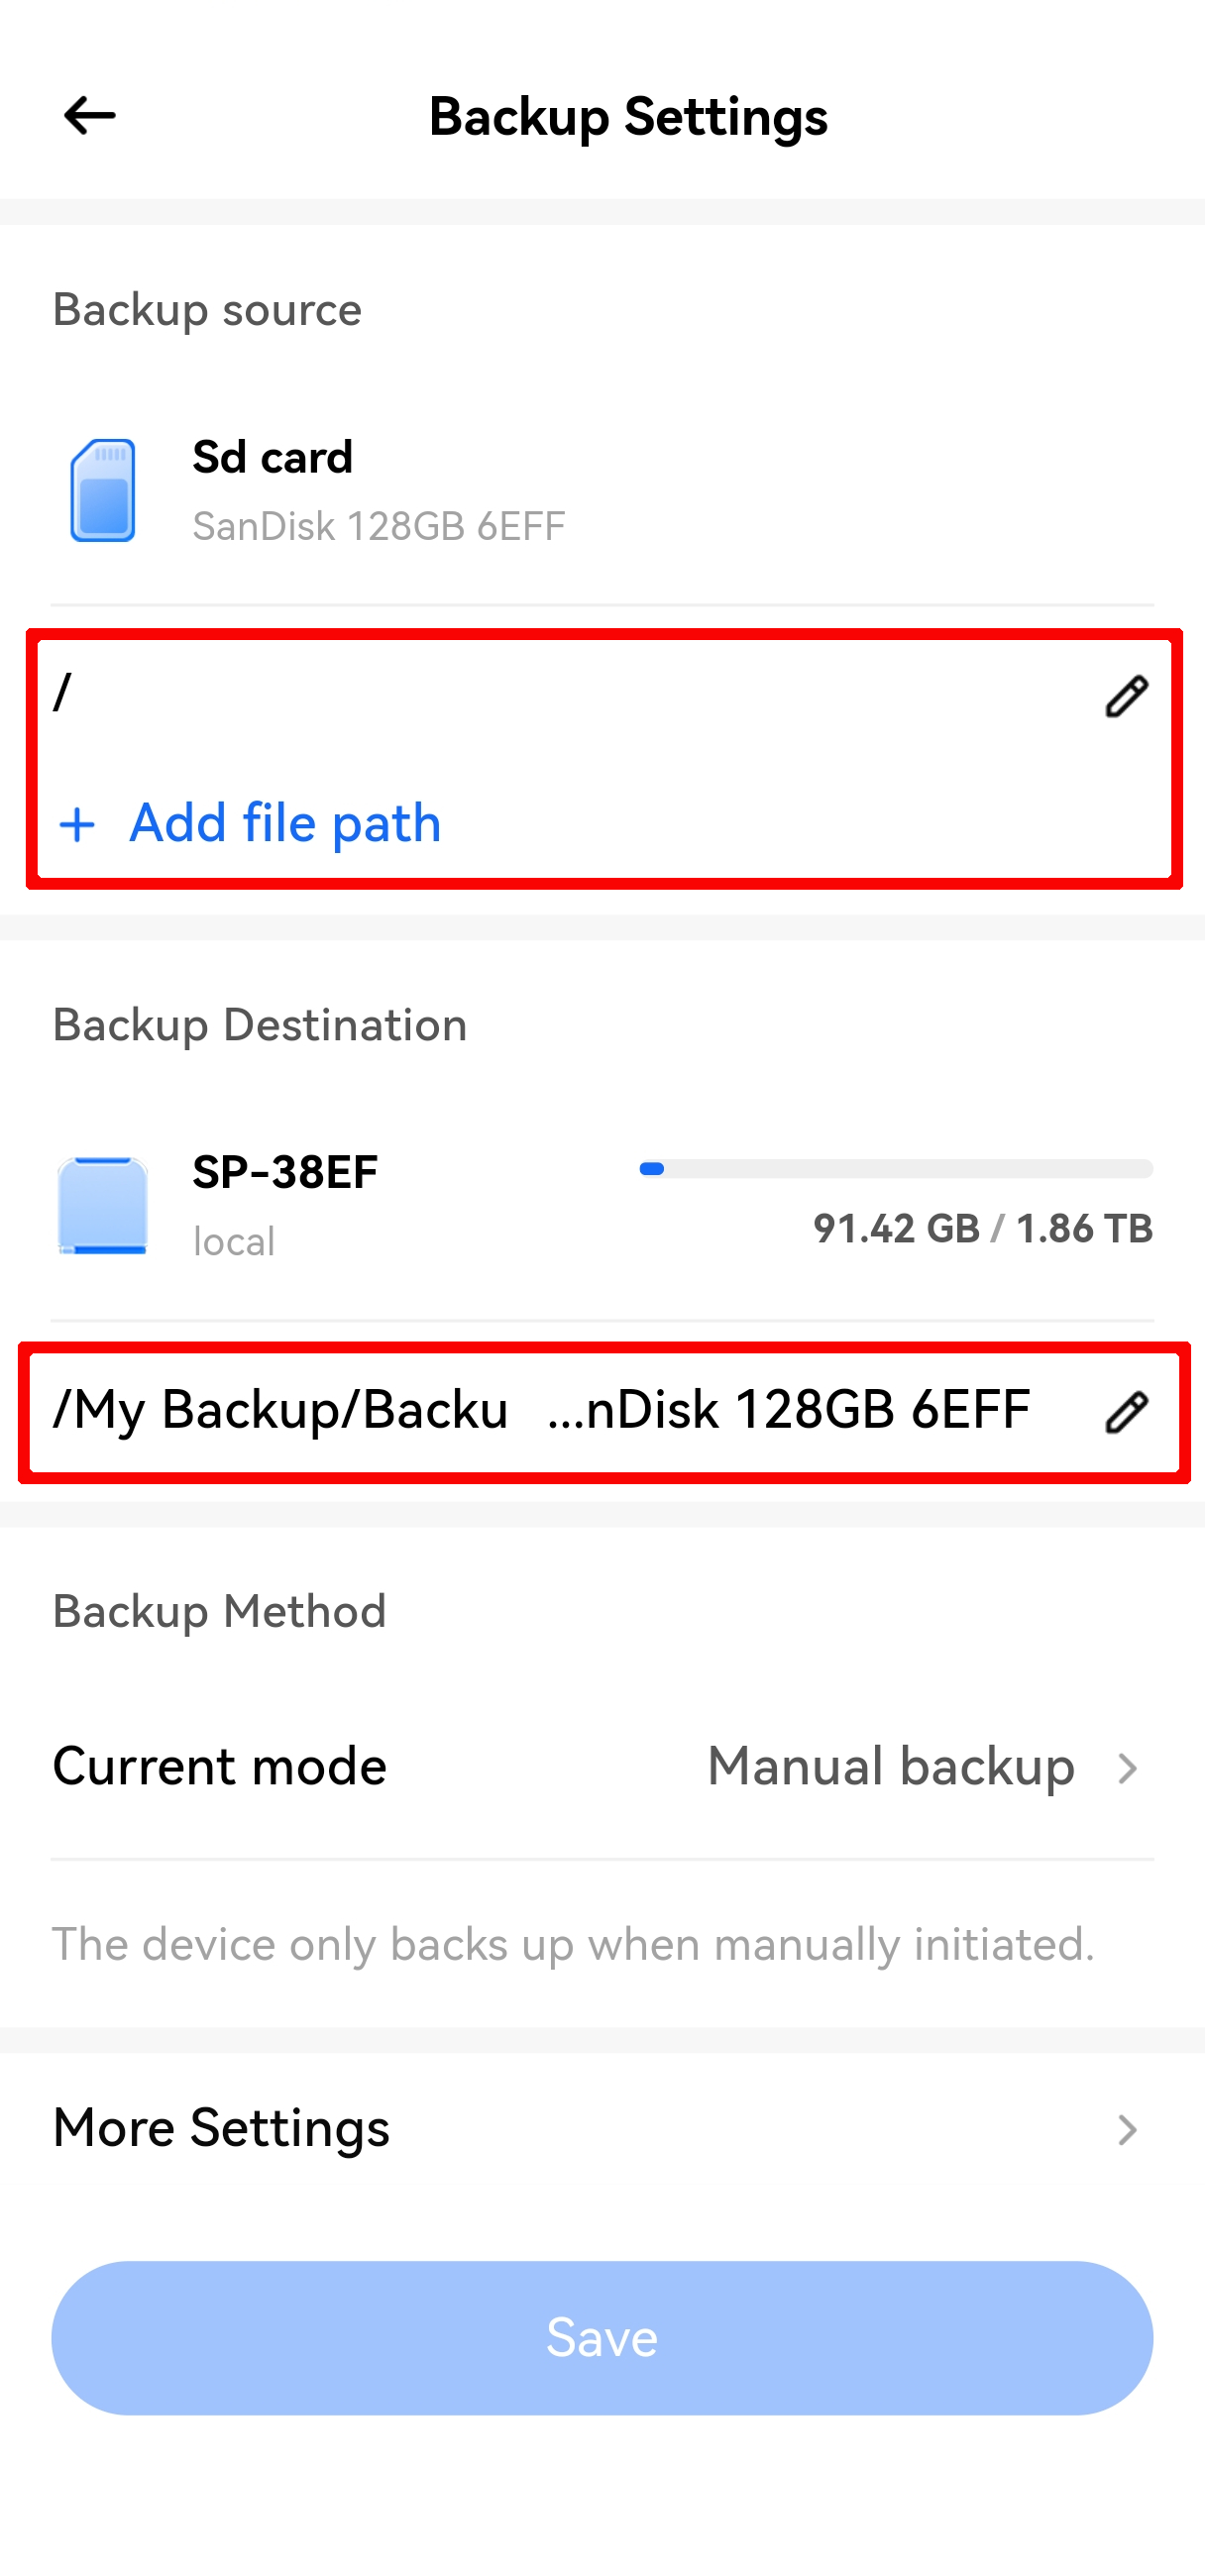 Backup Settings
Backup source
Sd card
SanDisk 128GB 6EFF
/
+ Add file path
Backup Destination
SP-38EF
local
91.42 GB / 1.86 TB
/My Backup/Backu ...nDisk 128GB 6EFF
Backup Method
Current mode Manual backup
The device only backs up when manually initiated.
More Settings
Save